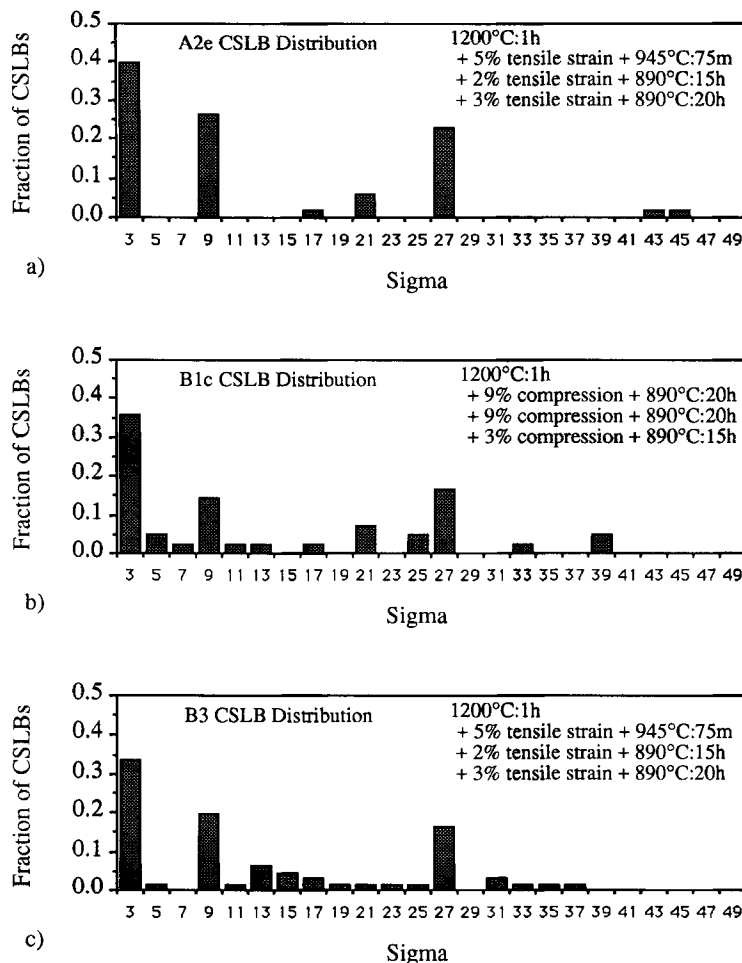 A2e CSLB Distribution
1200°C:1h
+ 5% tensile strain + 945°C:75m
+ 2% tensile strain + 890°C:15h
+ 3% tensile strain + 890°C:20h
Fraction of CSLBs
0.5
0.4
0.3
0.2
0.1
0.0
3 5 7 9 11 13 15 17 19 21 23 25 27 29 31 33 35 37 39 41 43 45 47 49
a)
Sigma
B1c CSLB Distribution
1200°C:1h
+ 9% compression + 890°C:20h
+ 9% compression + 890°C:20h
+ 3% compression + 890°C:15h
Fraction of CSLBs
0.5
0.4
0.3
0.2
0.1
0.0
3 5 7 9 11 13 15 17 19 21 23 25 27 29 31 33 35 37 39 41 43 45 47 49
b)
Sigma
B3 CSLB Distribution
1200°C:1h
+ 5% tensile strain + 945°C:75m
+ 2% tensile strain + 890°C:15h
+ 3% tensile strain + 890°C:20h
Fraction of CSLBs
0.5
0.4
0.3
0.2
0.1
0.0
3 5 7 9 11 13 15 17 19 21 23 25 27 29 31 33 35 37 39 41 43 45 47 49
c)
Sigma